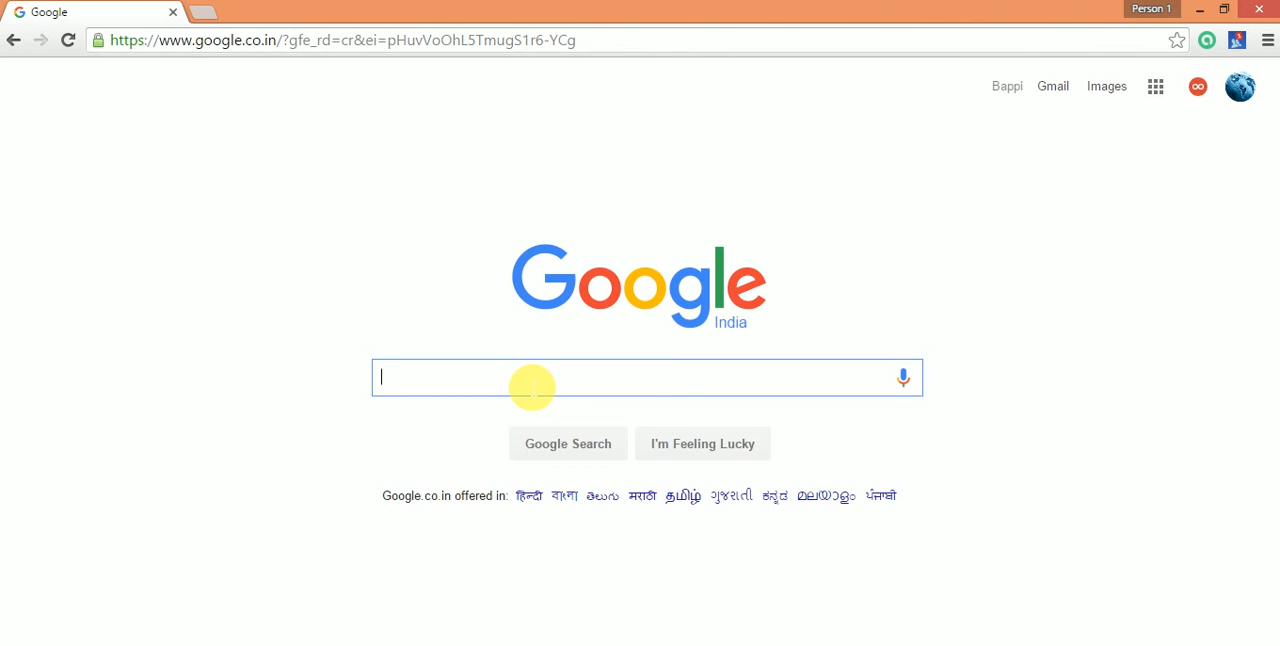 Google
Person 1
https://www.google.co.in/?gfe_rd=cr&ei=pHuvVoOhL5TmugS1r6-YCg
Bappi Gmail Images
Google
India
Google Search I'm Feeling Lucky
Google.co.in offered in: हिन्दी বাংলা తెలుగు मराठी தமிழ் ગુજરાતી ಕನ್ನಡ മലയാളം ਪੰਜਾਬੀ